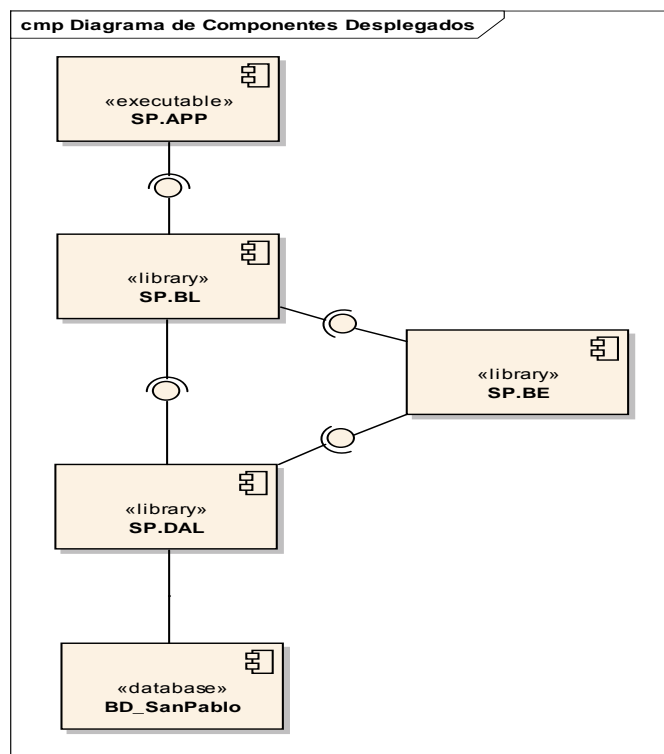 cmp Diagrama de Componentes Desplegados
«executable»
SP.APP
«library»
SP.BL
«library»
SP.BE
«library»
SP.DAL
«database»
BD_SanPablo